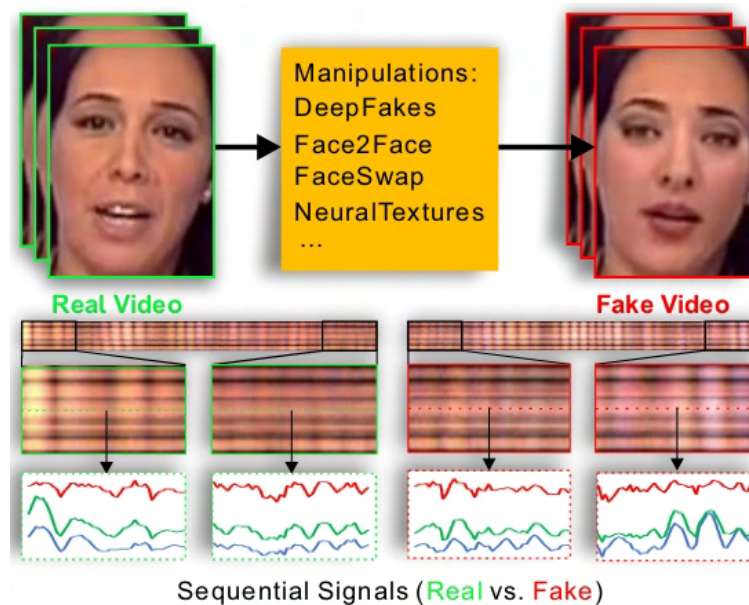 Manipulations:
DeepFakes
Face2Face
FaceSwap
NeuralTextures
...
Real Video
Fake Video
Sequential Signals (Real vs. Fake)